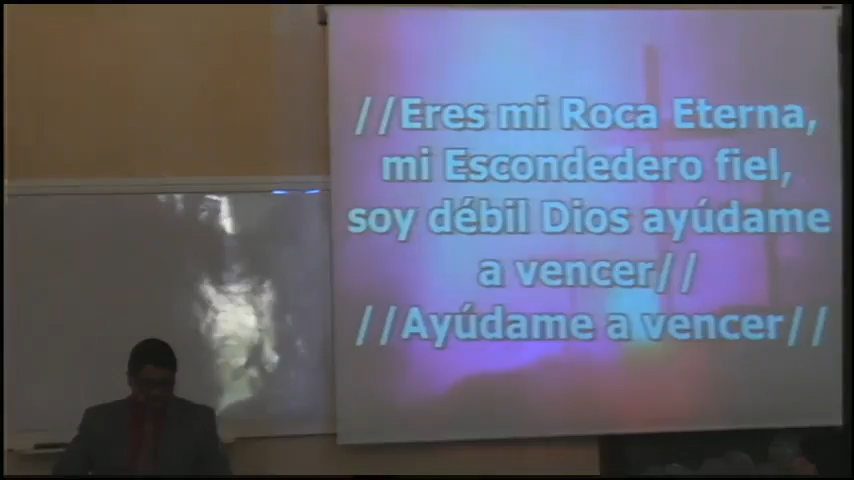 //Eres mi Roca Eterna,
mi Escondedero fiel,
soy débil Dios ayúdame
a vencer//
//Ayúdame a vencer//